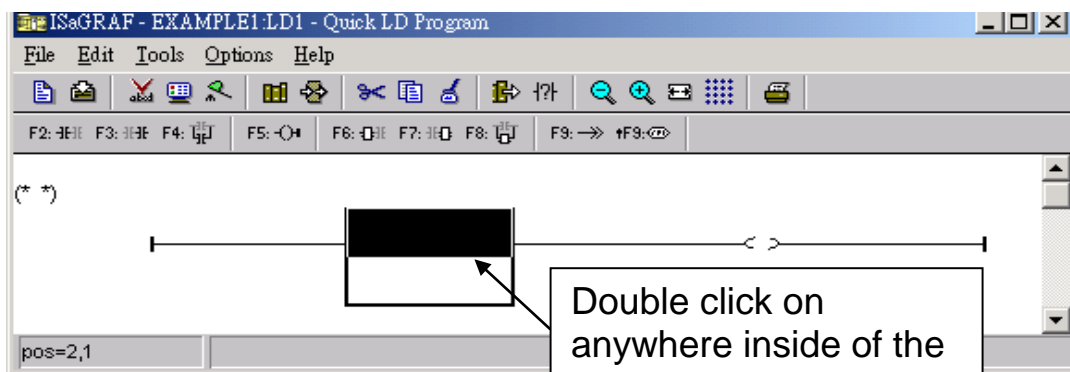 ISaGRAF - EXAMPLE1:LD1 - Quick LD Program
File Edit Tools Options Help
F2: F3: F4: F5: F6: F7: F8: F9: ↑F9:
(* *)
Double click on
anywhere inside of the
pos=2,1